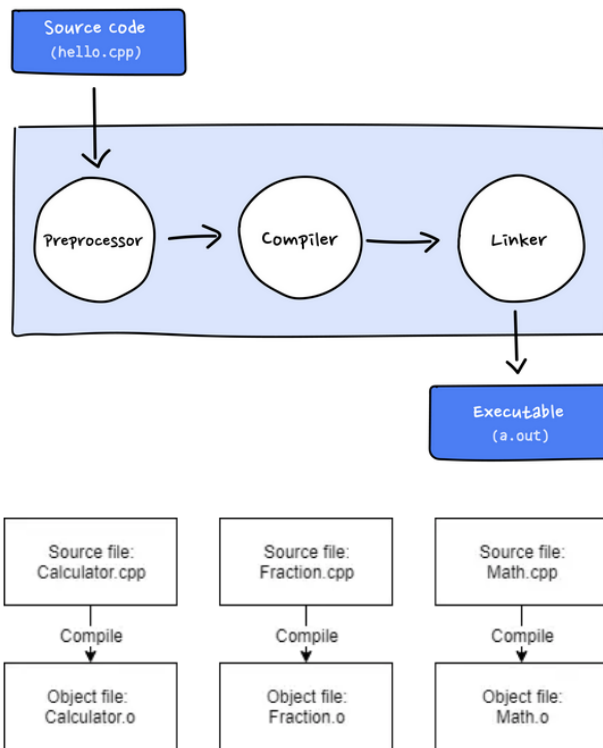 Source code
(hello.cpp)
Preprocessor
Compiler
Linker
Executable
(a.out)
Source file:
Calculator.cpp
Source file:
Fraction.cpp
Source file:
Math.cpp
Compile
Compile
Compile
Object file:
Calculator.o
Object file:
Fraction.o
Object file:
Math.o